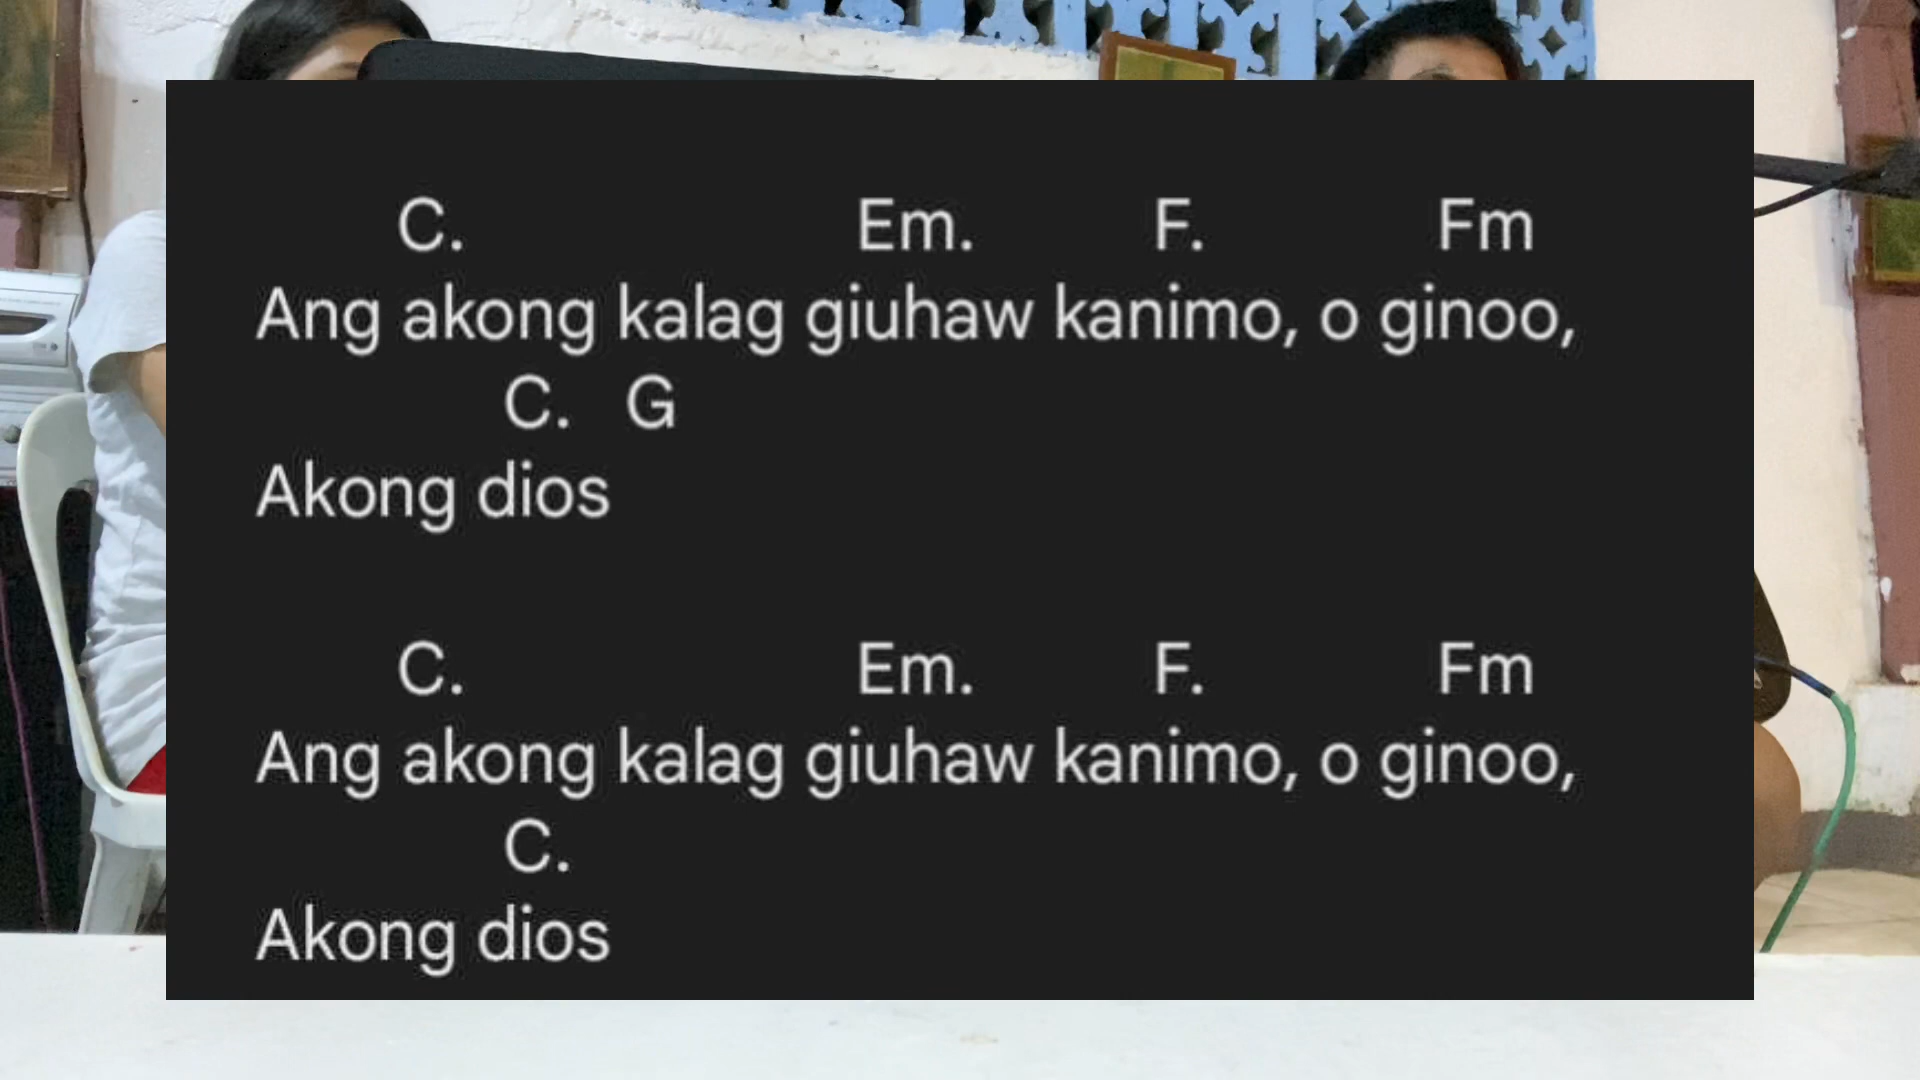 C. Em. F. Fm
Ang akong kalag giuhaw kanimo, o ginoo,
C. G
Akong dios
C. Em. F. Fm
Ang akong kalag giuhaw kanimo, o ginoo,
C.
Akong dios